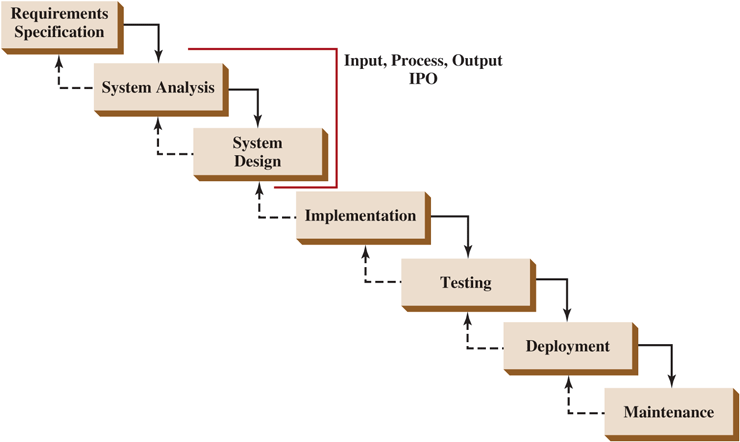 Requirements
Specification
System Analysis
Input, Process, Output
IPO
System
Design
Implementation
Testing
Deployment
Maintenance